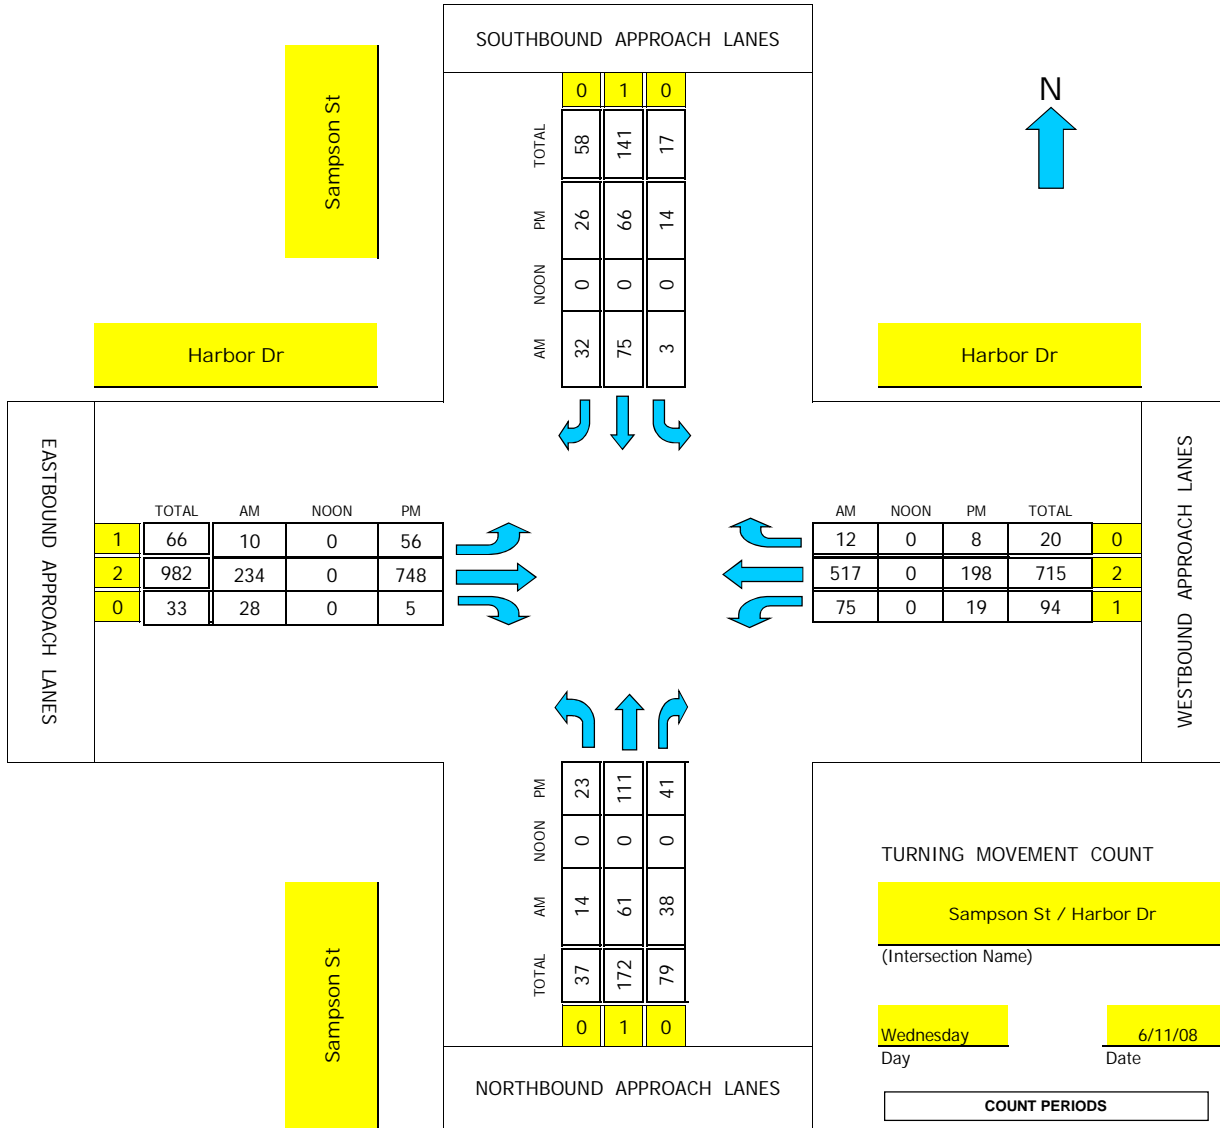 SOUTHBOUND APPROACH LANES
0 1 0
TOTAL 58 141 17
PM 26 66 14
NOON 0 0 0
AM 32 75 3
Sampson St
N
Harbor Dr
Harbor Dr
EASTBOUND APPROACH LANES
TOTAL AM NOON PM
1 66 10 0 56
2 982 234 0 748
0 33 28 0 5
AM NOON PM TOTAL
12 0 8 20 0
517 0 198 715 2
75 0 19 94 1
WESTBOUND APPROACH LANES
PM 23 111 41
NOON 0 0 0
AM 14 61 38
TOTAL 37 172 79
0 1 0
NORTHBOUND APPROACH LANES
Sampson St
TURNING MOVEMENT COUNT
Sampson St / Harbor Dr
(Intersection Name)
Wednesday 6/11/08
Day Date
COUNT PERIODS